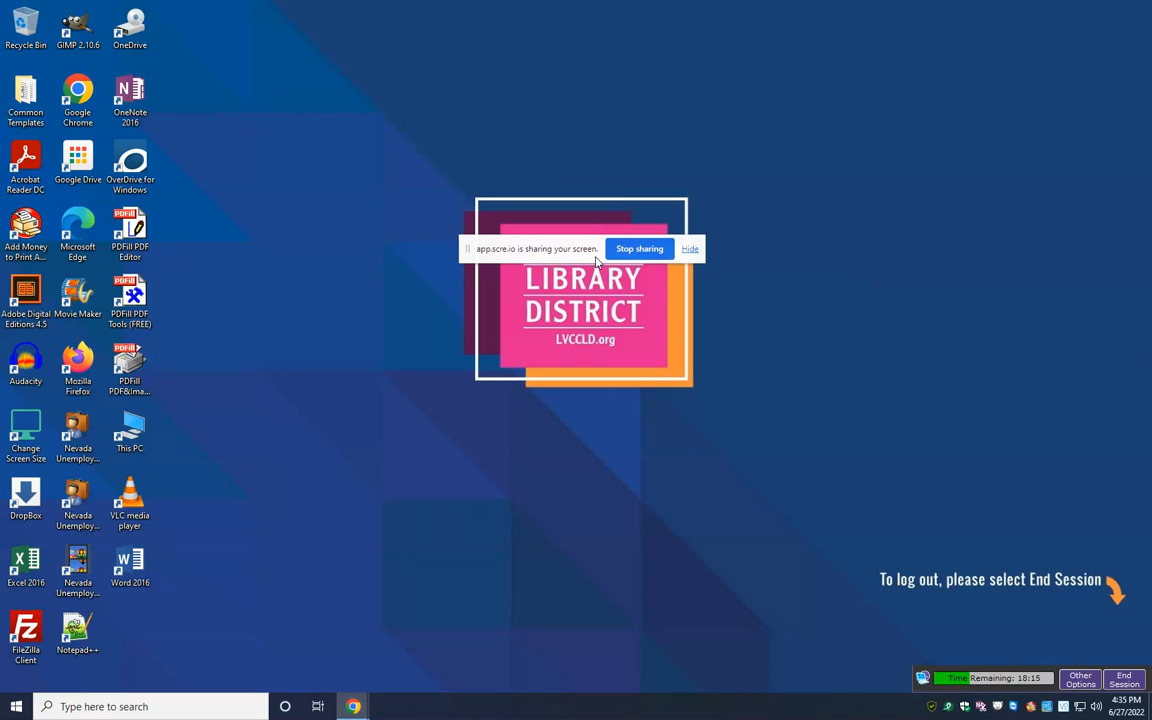 Recycle Bin
GIMP 2.10.6
OneDrive
Common
Templates
Google
Chrome
OneNote
2016
Acrobat
Reader DC
Google Drive
OverDrive for
Windows
Add Money
to Print A...
Microsoft
Edge
PDFill
PDFill PDF
Editor
Adobe Digital
Editions 4.5
Movie Maker
PDFill
PDFill PDF
Tools (FREE)
Audacity
Mozilla
Firefox
PDFill
PDFill
PDF&Ima...
Change
Screen Size
Nevada
Unemploy...
This PC
DropBox
Nevada
Unemploy...
VLC media
player
Excel 2016
Nevada
Unemploy...
Word 2016
FileZilla
Client
Notepad++
app.scre.io is sharing your screen.
Stop sharing
Hide
LIBRARY
DISTRICT
LVCCLD.org
To log out, please select End Session
Time Remaining: 18:15
Other
Options
End
Session
Type here to search
4:35 PM
6/27/2022